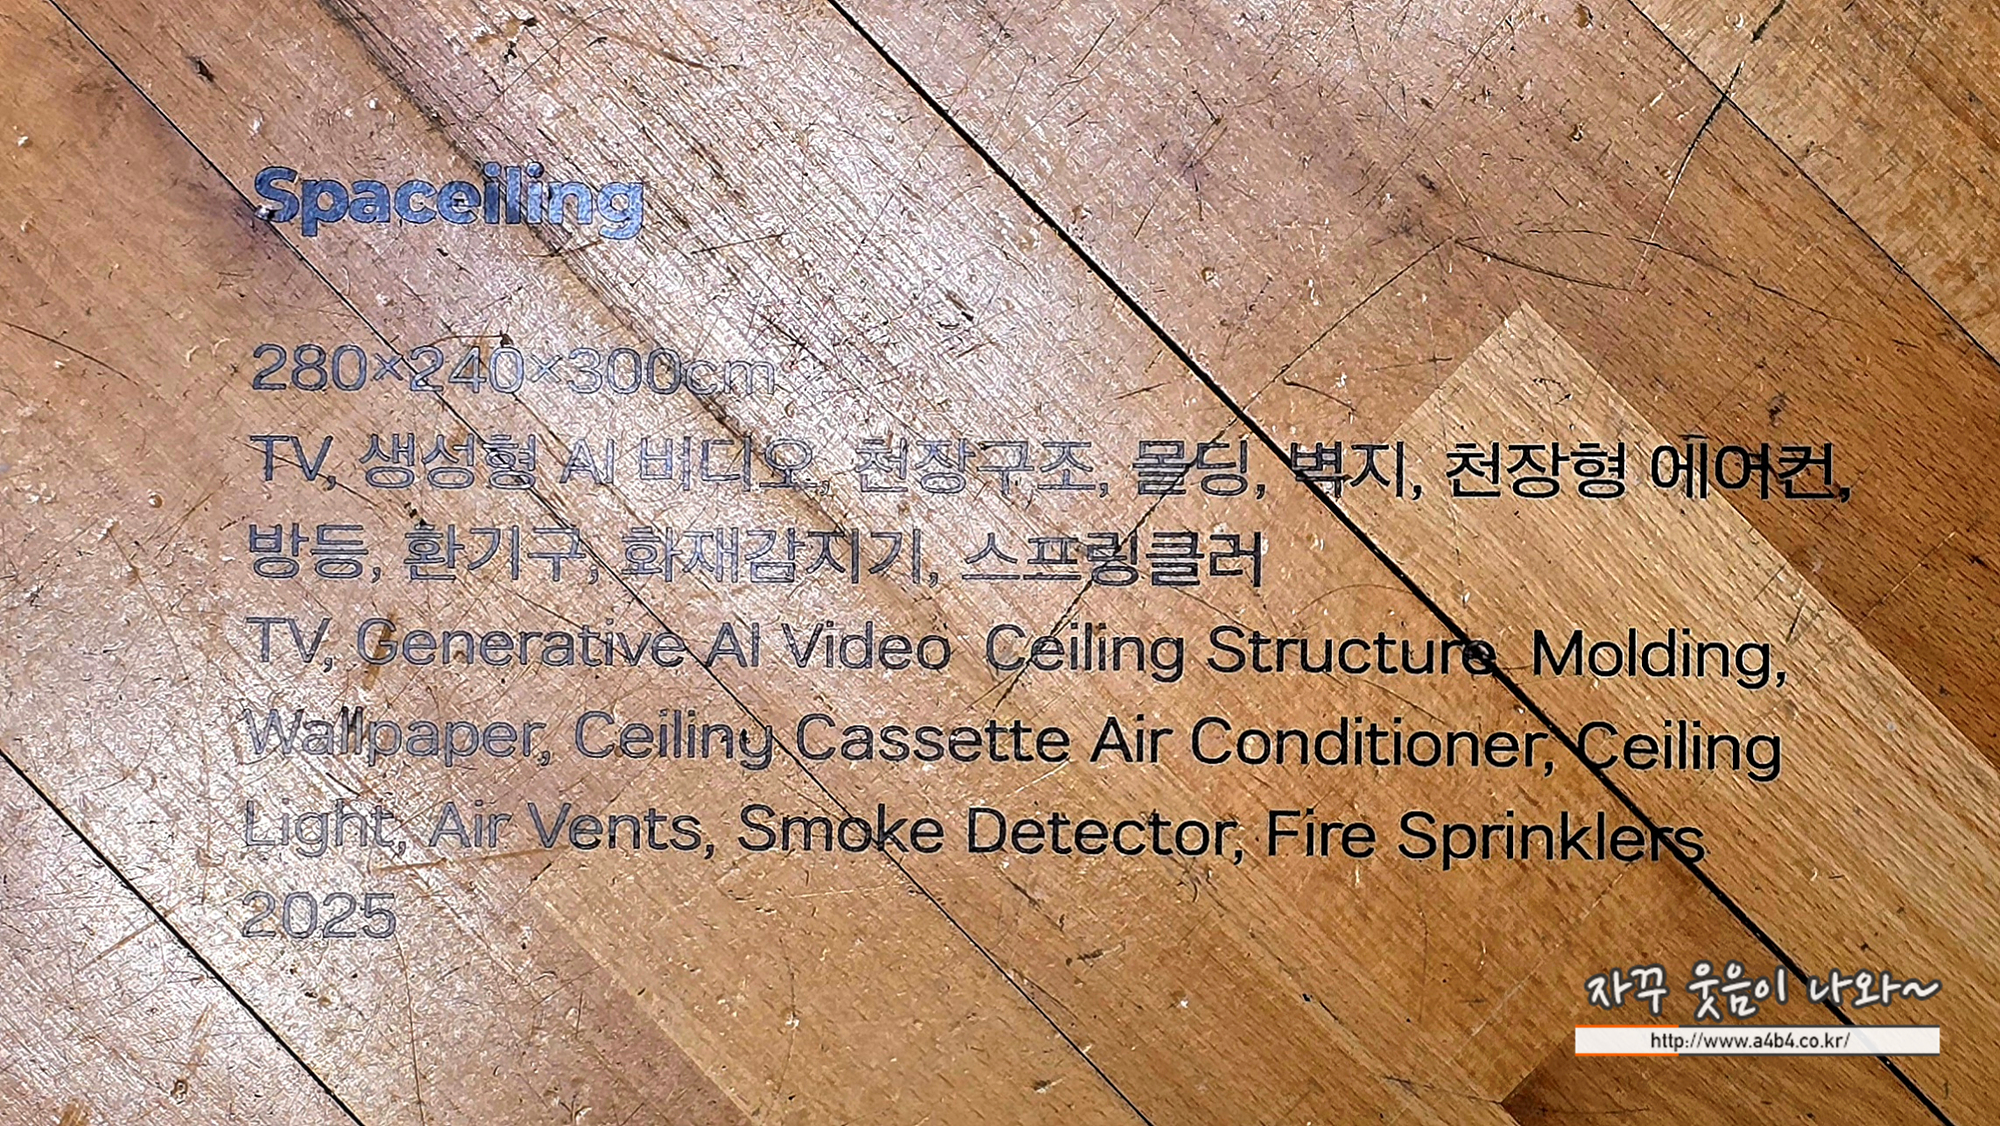 Spaceiling
280×240×300cm
TV, 생성형 AI 비디오, 천장구조, 몰딩, 벽지, 천장형 에어컨,
방등, 환기구, 화재감지기, 스프링클러
TV, Generative AI Video Ceiling Structure Molding,
Wallpaper, Ceiling Cassette Air Conditioner, Ceiling
Light, Air Vents, Smoke Detector, Fire Sprinklers
2025
자꾸 웃음이 나와~
http://www.a4b4.co.kr/